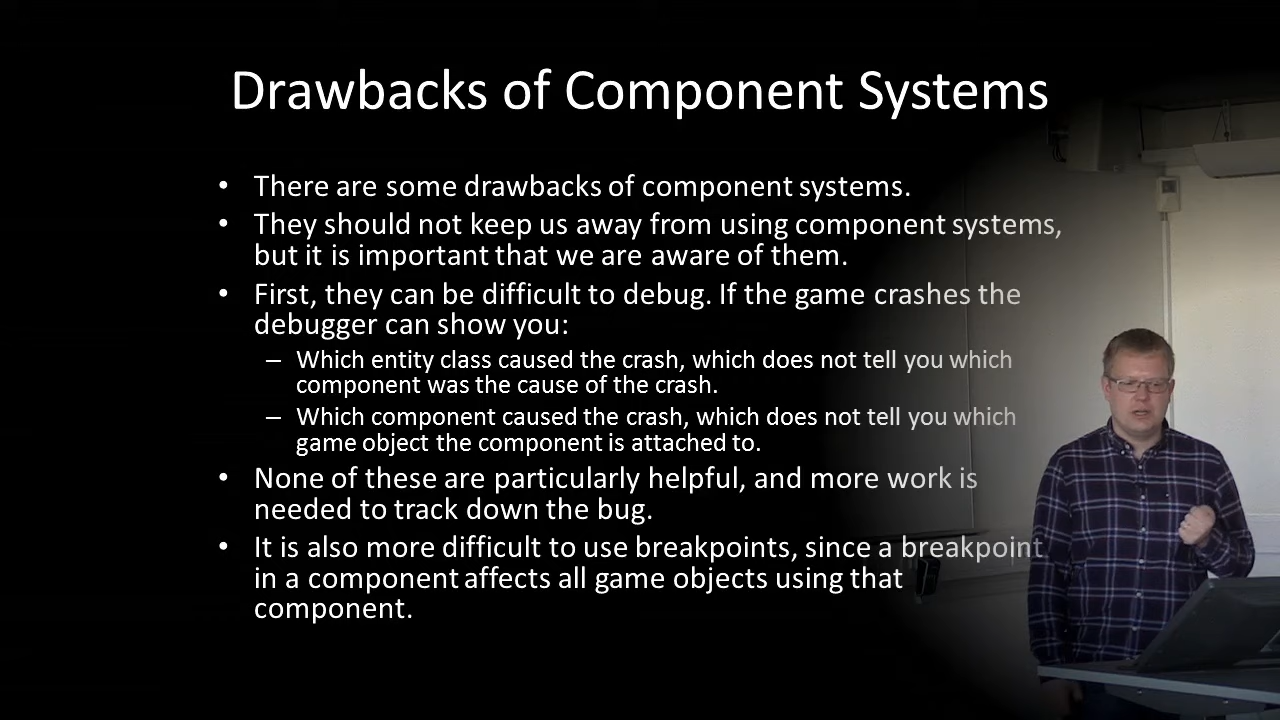 Drawbacks of Component Systems
• There are some drawbacks of component systems.
• They should not keep us away from using component systems,
but it is important that we are aware of them.
• First, they can be difficult to debug. If the game crashes the
debugger can show you:
– Which entity class caused the crash, which does not tell you which
component was the cause of the crash.
– Which component caused the crash, which does not tell you which
game object the component is attached to.
• None of these are particularly helpful, and more work is
needed to track down the bug.
• It is also more difficult to use breakpoints, since a breakpoint
in a component affects all game objects using that
component.